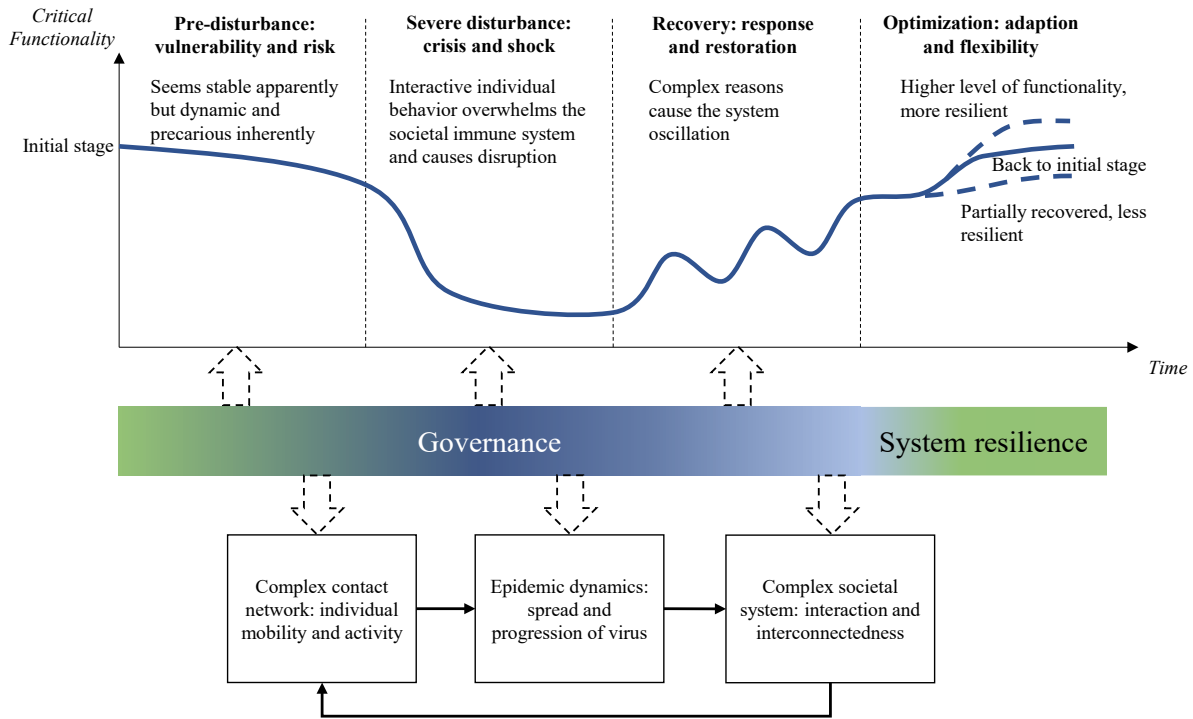 Critical
Functionality
Pre-disturbance:
vulnerability and risk
Severe disturbance:
crisis and shock
Recovery: response
and restoration
Optimization: adaption
and flexibility
Seems stable apparently
but dynamic and
precarious inherently
Interactive individual
behavior overwhelms the
societal immune system
and causes disruption
Complex reasons
cause the system
oscillation
Higher level of functionality,
more resilient
Initial stage
Back to initial stage
Partially recovered, less
resilient
Time
Governance
System resilience
Complex contact
network: individual
mobility and activity
Epidemic dynamics:
spread and
progression of virus
Complex societal
system: interaction and
interconnectedness